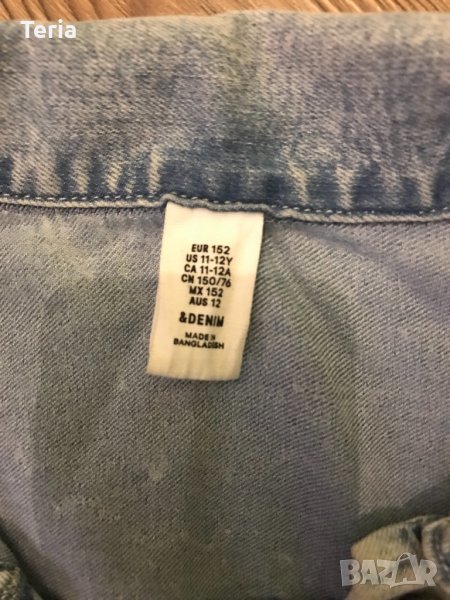 Teria
EUR 152
US 11-12Y
CA 11-12A
CN 150/76
MX 152
AUS 12
&DENIM
MADE IN
BANGLADESH
BAZAR